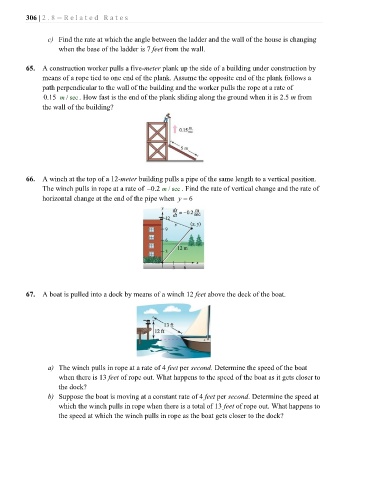 306 | 2.8 – Related Rates
c) Find the rate at which the angle between the ladder and the wall of the house is changing
when the base of the ladder is 7 feet from the wall.
65. A construction worker pulls a five-meter plank up the side of a building under construction by
means of a rope tied to one end of the plank. Assume the opposite end of the plank follows a
path perpendicular to the wall of the building and the worker pulls the rope at a rate of
0.15 m / sec. How fast is the end of the plank sliding along the ground when it is 2.5 m from
the wall of the building?
0.15 m/sec
5 m
66. A winch at the top of a 12-meter building pulls a pipe of the same length to a vertical position.
The winch pulls in rope at a rate of −0.2 m / sec. Find the rate of vertical change and the rate of
horizontal change at the end of the pipe when y = 6
y
ds/dt = −0.2 m/sec
12
s
(x, y)
9
6
12 m
3
x
67. A boat is pulled into a dock by means of a winch 12 feet above the deck of the boat.
13 ft
12 ft
a) The winch pulls in rope at a rate of 4 feet per second. Determine the speed of the boat
when there is 13 feet of rope out. What happens to the speed of the boat as it gets closer to
the dock?
b) Suppose the boat is moving at a constant rate of 4 feet per second. Determine the speed at
which the winch pulls in rope when there is a total of 13 feet of rope out. What happens to
the speed at which the winch pulls in rope as the boat gets closer to the dock?